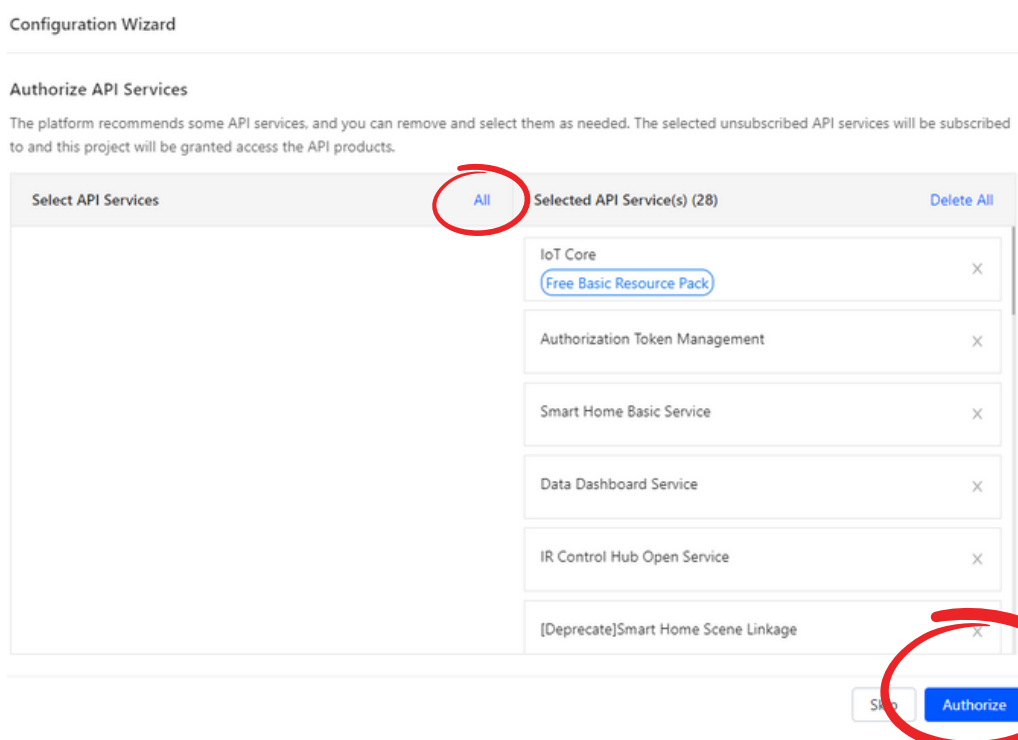 Configuration Wizard
Authorize API Services
The platform recommends some API services, and you can remove and select them as needed. The selected unsubscribed API services will be subscribed
to and this project will be granted access the API products.
Select API Services
All
Selected API Service(s) (28)
Delete All
IoT Core
Free Basic Resource Pack
Authorization Token Management
Smart Home Basic Service
Data Dashboard Service
IR Control Hub Open Service
[Deprecate]Smart Home Scene Linkage
Skip
Authorize